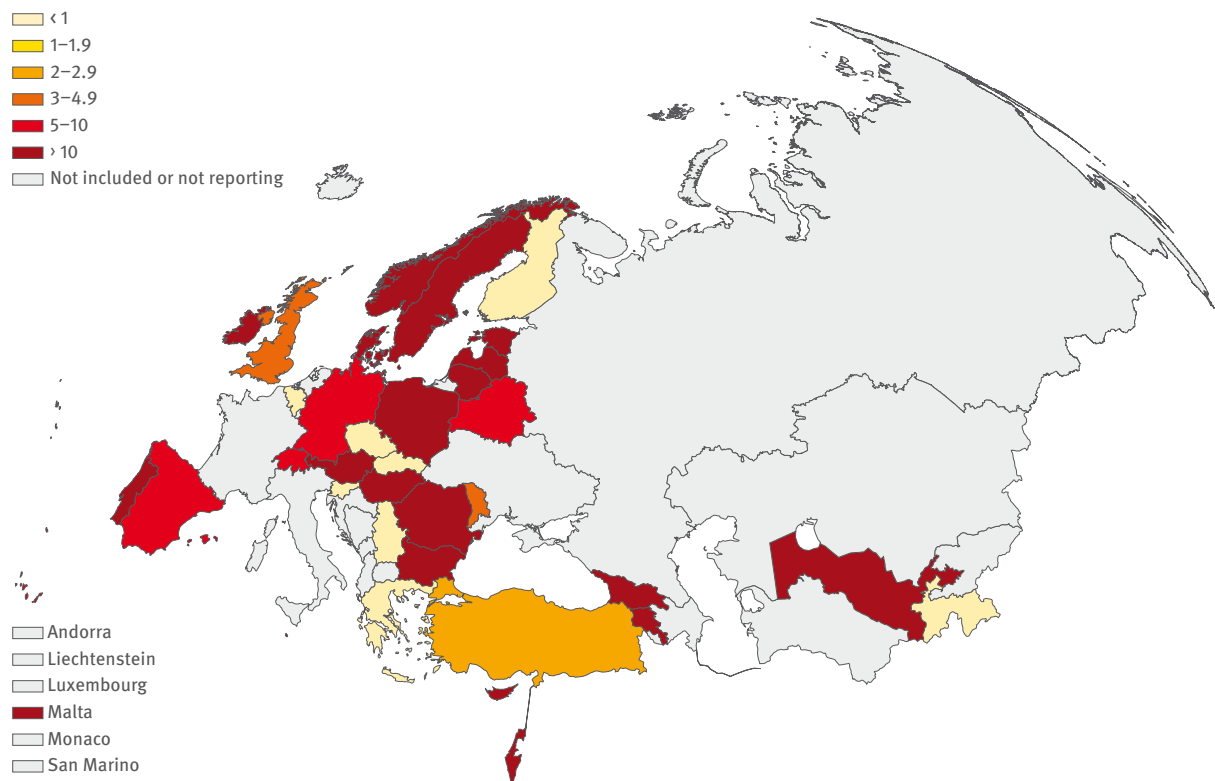 ‹ 1
1–1.9
2–2.9
3–4.9
5–10
› 10
Not included or not reporting
Andorra
Liechtenstein
Luxembourg
Malta
Monaco
San Marino